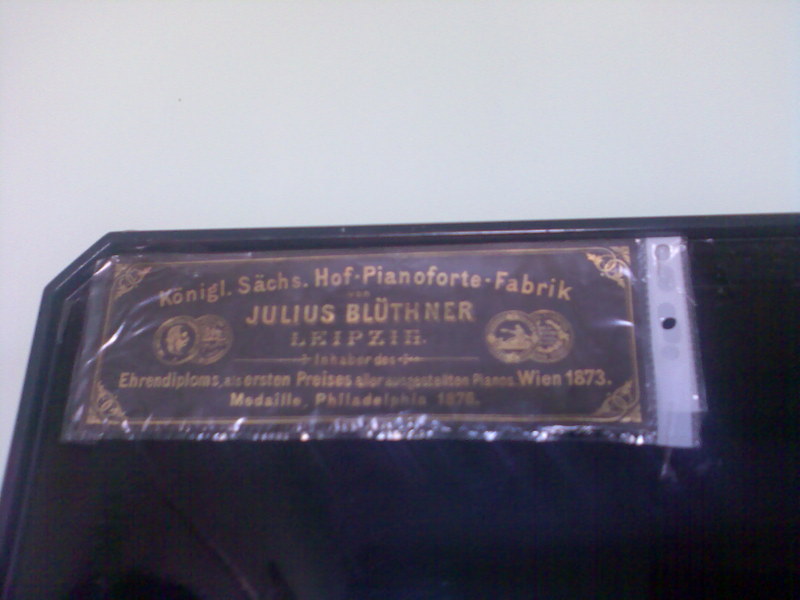 Königl. Sächs. Hof-Pianoforte-Fabrik
von
JULIUS BLÜTHNER
LEIPZIG.
Inhaber des
Ehrendiploms, als ersten Preises aller ausgestellten Pianos, Wien 1873.
Medaille, Philadelphia 1876.